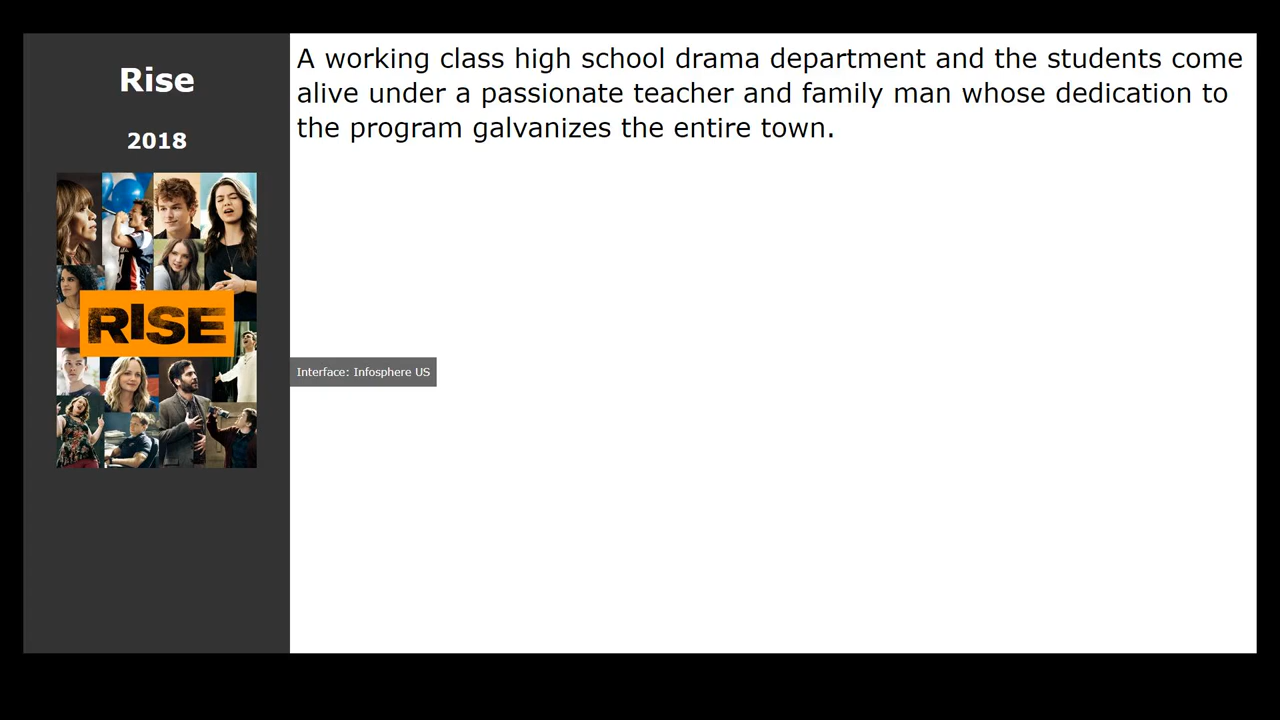 Rise
2018
RISE
A working class high school drama department and the students come
alive under a passionate teacher and family man whose dedication to
the program galvanizes the entire town.
Interface: Infosphere US